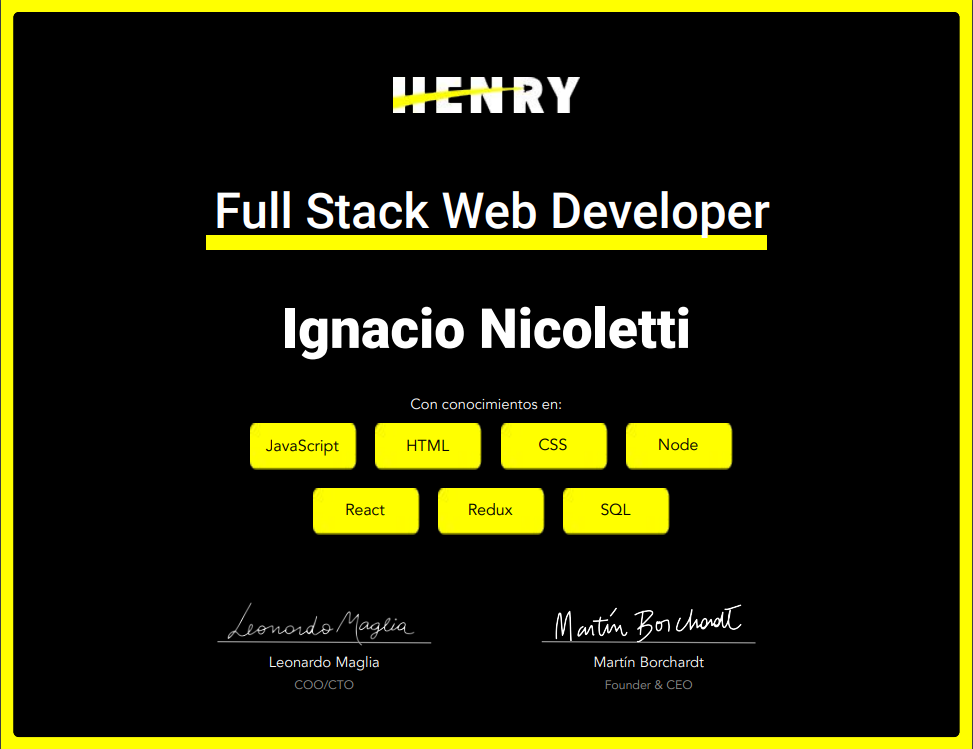 HENRY
Full Stack Web Developer
Ignacio Nicoletti
Con conocimientos en:
JavaScript HTML CSS Node
React Redux SQL
Leonardo Maglia Martín Borchardt
Leonardo Maglia Martín Borchardt
COO/CTO Founder & CEO